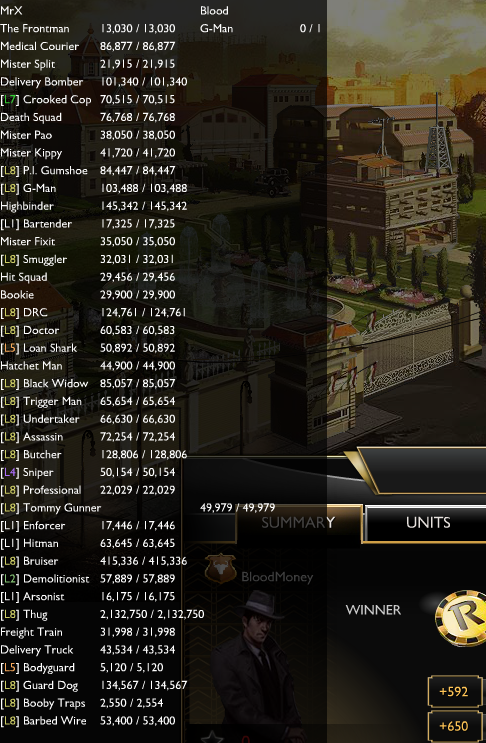 MrX Blood
The Frontman 13,030 / 13,030 G-Man 0 / 1
Medical Courier 86,877 / 86,877
Mister Split 21,915 / 21,915
Delivery Bomber 101,340 / 101,340
[L7] Crooked Cop 70,515 / 70,515
Death Squad 76,768 / 76,768
Mister Pao 38,050 / 38,050
Mister Kippy 41,720 / 41,720
[L8] P.I. Gumshoe 84,447 / 84,447
[L8] G-Man 103,488 / 103,488
Highbinder 145,342 / 145,342
[L1] Bartender 17,325 / 17,325
Mister Fixit 35,050 / 35,050
[L8] Smuggler 32,031 / 32,031
Hit Squad 29,456 / 29,456
Bookie 29,900 / 29,900
[L8] DRC 124,761 / 124,761
[L8] Doctor 60,583 / 60,583
[L5] Loan Shark 50,892 / 50,892
Hatchet Man 44,900 / 44,900
[L8] Black Widow 85,057 / 85,057
[L8] Trigger Man 65,654 / 65,654
[L8] Undertaker 66,630 / 66,630
[L8] Assassin 72,254 / 72,254
[L8] Butcher 128,806 / 128,806
[L4] Sniper 50,154 / 50,154
[L8] Professional 22,029 / 22,029
[L8] Tommy Gunner 49,979 / 49,979
[L1] Enforcer 17,446 / 17,446
[L1] Hitman 63,645 / 63,645
[L8] Bruiser 415,336 / 415,336
[L2] Demolitionist 57,889 / 57,889
[L1] Arsonist 16,175 / 16,175
[L8] Thug 2,132,750 / 2,132,750
Freight Train 31,998 / 31,998
Delivery Truck 43,534 / 43,534
[L5] Bodyguard 5,120 / 5,120
[L8] Guard Dog 134,567 / 134,567
[L8] Booby Traps 2,550 / 2,554
[L8] Barbed Wire 53,400 / 53,400
SUMMARY UNITS
BloodMoney
WINNER
R
+592
+650